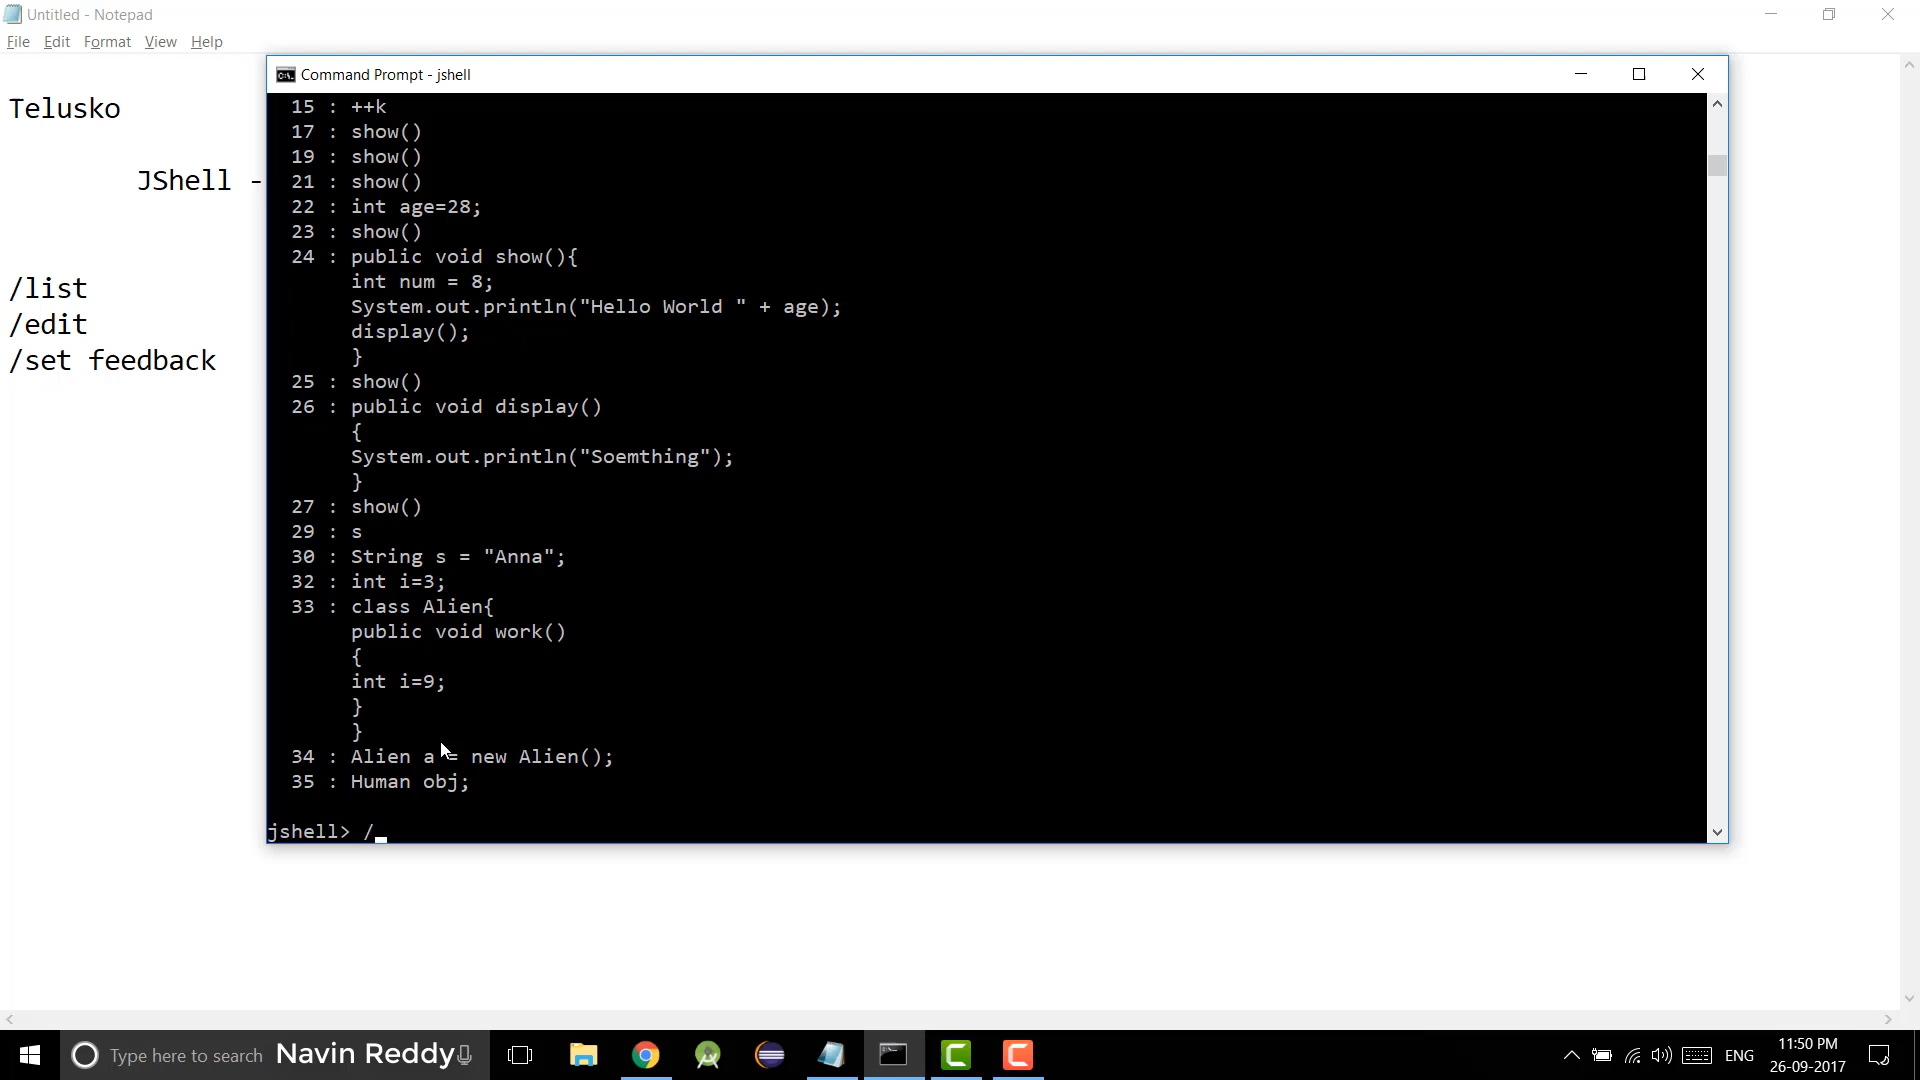 Untitled - Notepad
File Edit Format View Help
Telusko
JShell -
/list
/edit
/set feedback
Command Prompt - jshell
15 : ++k
17 : show()
19 : show()
21 : show()
22 : int age=28;
23 : show()
24 : public void show(){
int num = 8;
System.out.println("Hello World " + age);
display();
}
25 : show()
26 : public void display()
{
System.out.println("Soemthing");
}
27 : show()
29 : s
30 : String s = "Anna";
32 : int i=3;
33 : class Alien{
public void work()
{
int i=9;
}
}
34 : Alien a = new Alien();
35 : Human obj;
jshell> /_
Type here to search
Navin Reddy
ENG
11:50 PM
26-09-2017